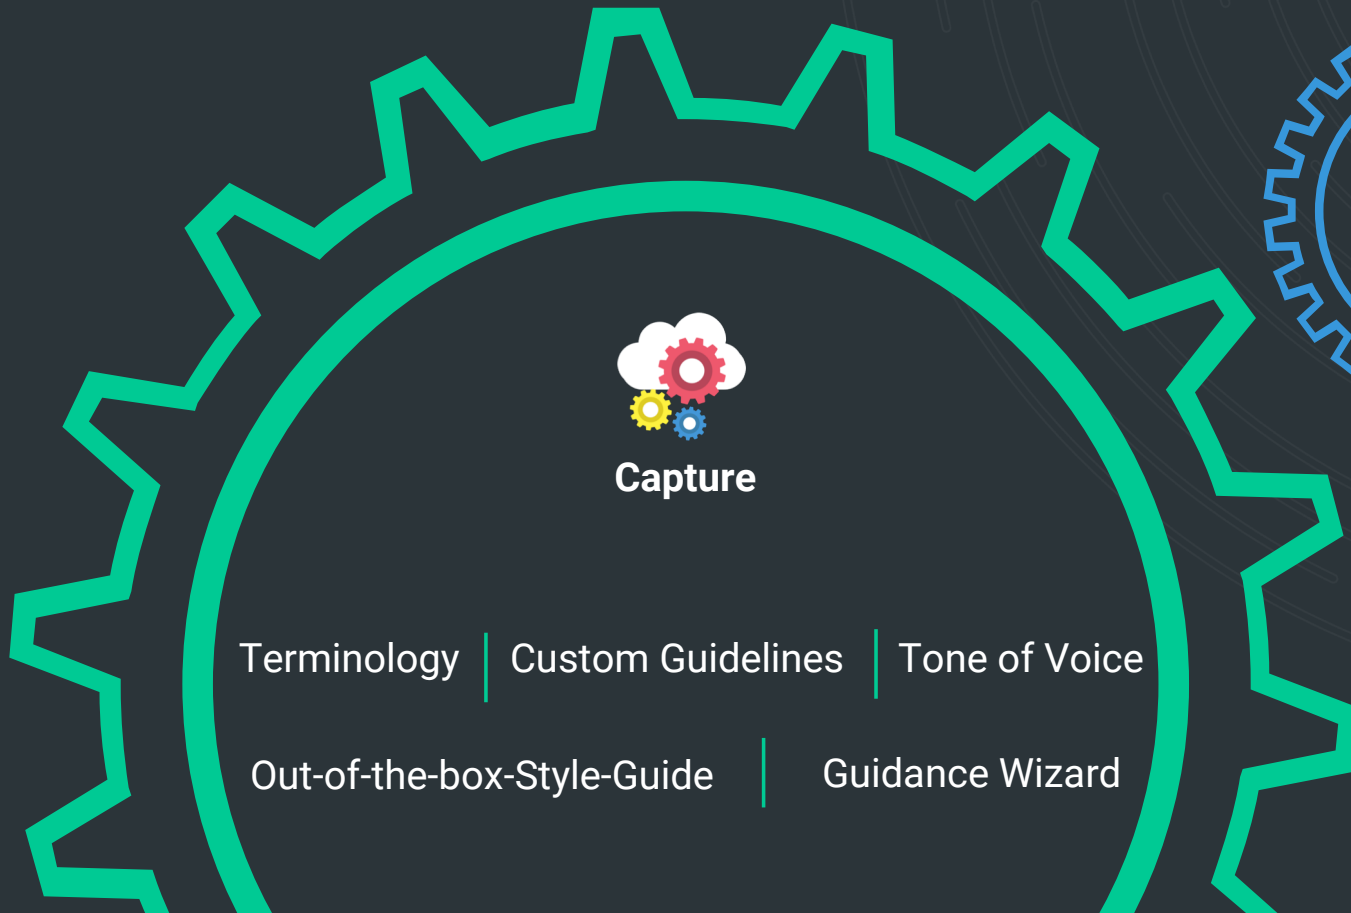 Capture
Terminology | Custom Guidelines | Tone of Voice
Out-of-the-box-Style-Guide | Guidance Wizard